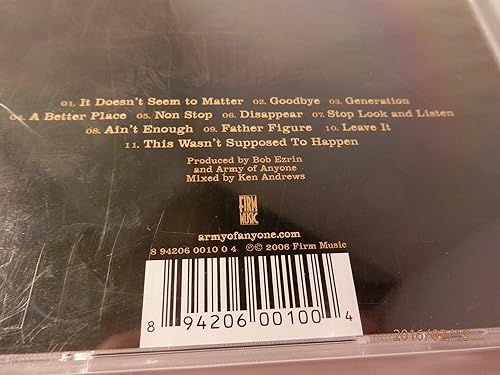 01. It Doesn't Seem to Matter 02. Goodbye 03. Generation
04. A Better Place 05. Non Stop 06. Disappear 07. Stop Look and Listen
08. Ain't Enough 09. Father Figure 10. Leave It
11. This Wasn't Supposed To Happen
Produced by Bob Ezrin
and Army of Anyone
Mixed by Ken Andrews
FIRM
MUSIC
armyofanyone.com
8 94206 0010 0 4 ℗© 2006 Firm Music
8 94206 00100 4